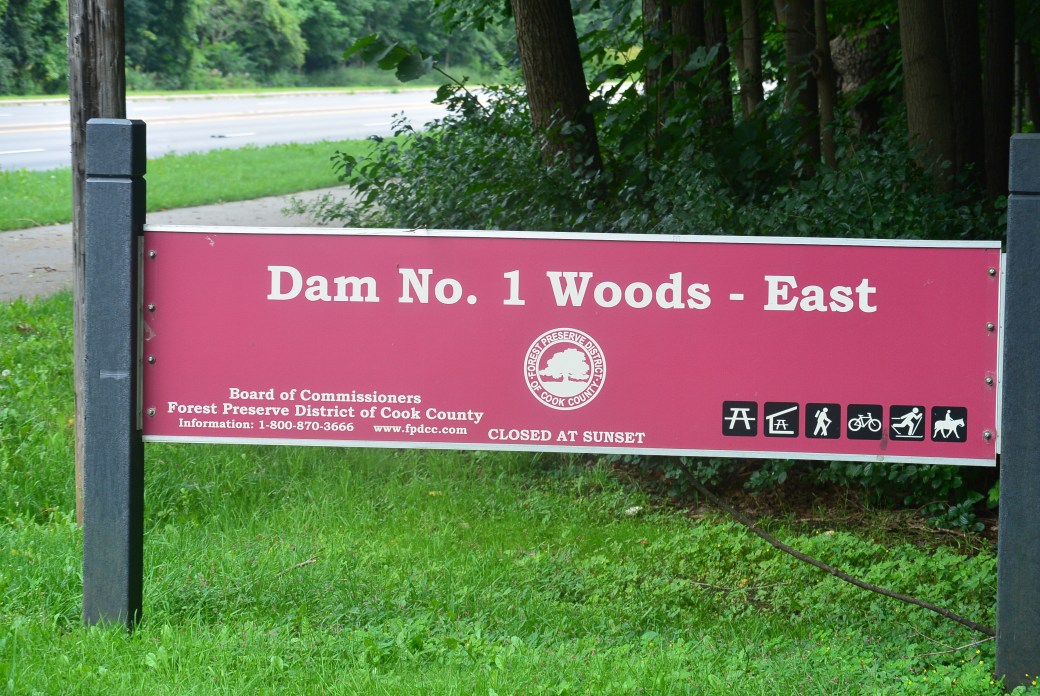 Dam No. 1 Woods - East
FOREST PRESERVE DISTRICT
OF COOK COUNTY
Board of Commissioners
Forest Preserve District of Cook County
Information: 1-800-870-3666 www.fpdcc.com
CLOSED AT SUNSET